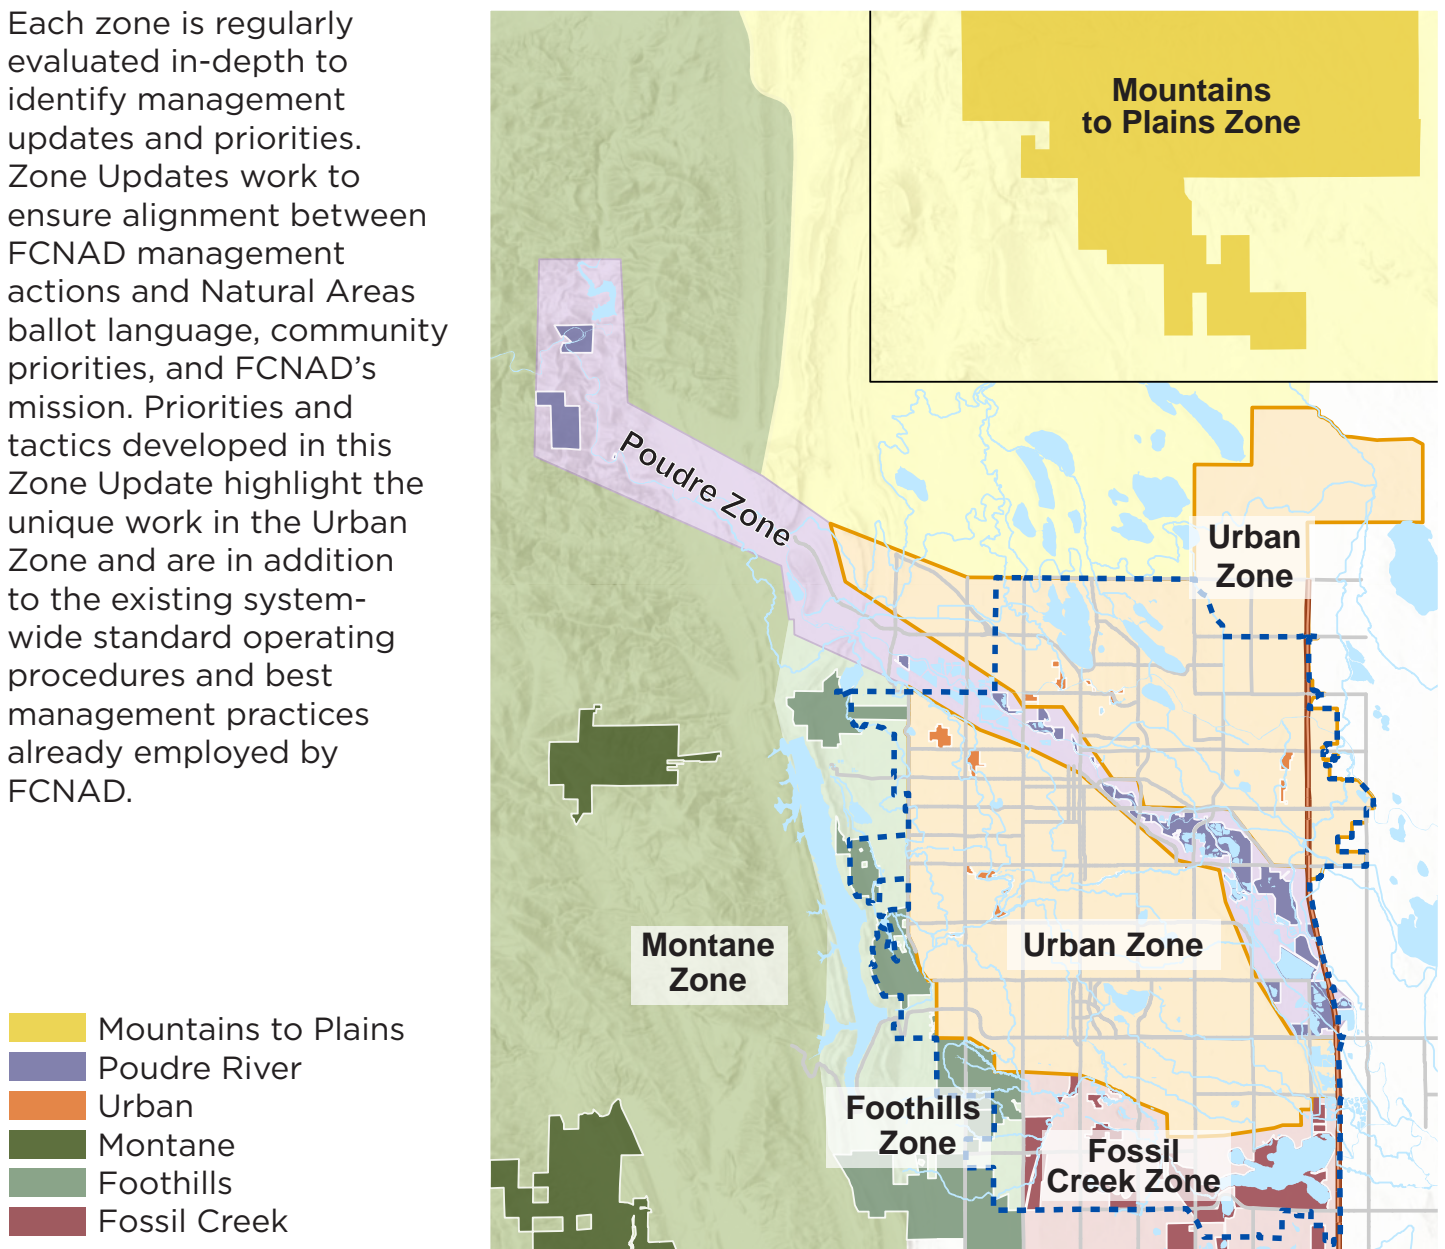 Each zone is regularly
evaluated in-depth to
identify management
updates and priorities.
Zone Updates work to
ensure alignment between
FCNAD management
actions and Natural Areas
ballot language, community
priorities, and FCNAD's
mission. Priorities and
tactics developed in this
Zone Update highlight the
unique work in the Urban
Zone and are in addition
to the existing system-
wide standard operating
procedures and best
management practices
already employed by
FCNAD.
Mountains to Plains
Poudre River
Urban
Montane
Foothills
Fossil Creek
Mountains
to Plains Zone
Poudre Zone
Urban
Zone
Montane
Zone
Urban Zone
Foothills
Zone
Fossil
Creek Zone